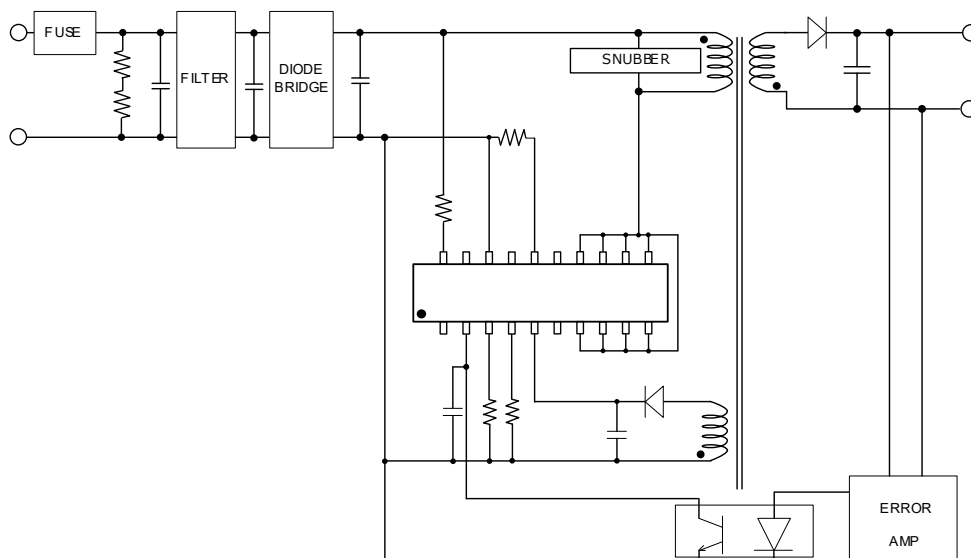 FUSE
FILTER
DIODE
BRIDGE
SNUBBER
ERROR
AMP